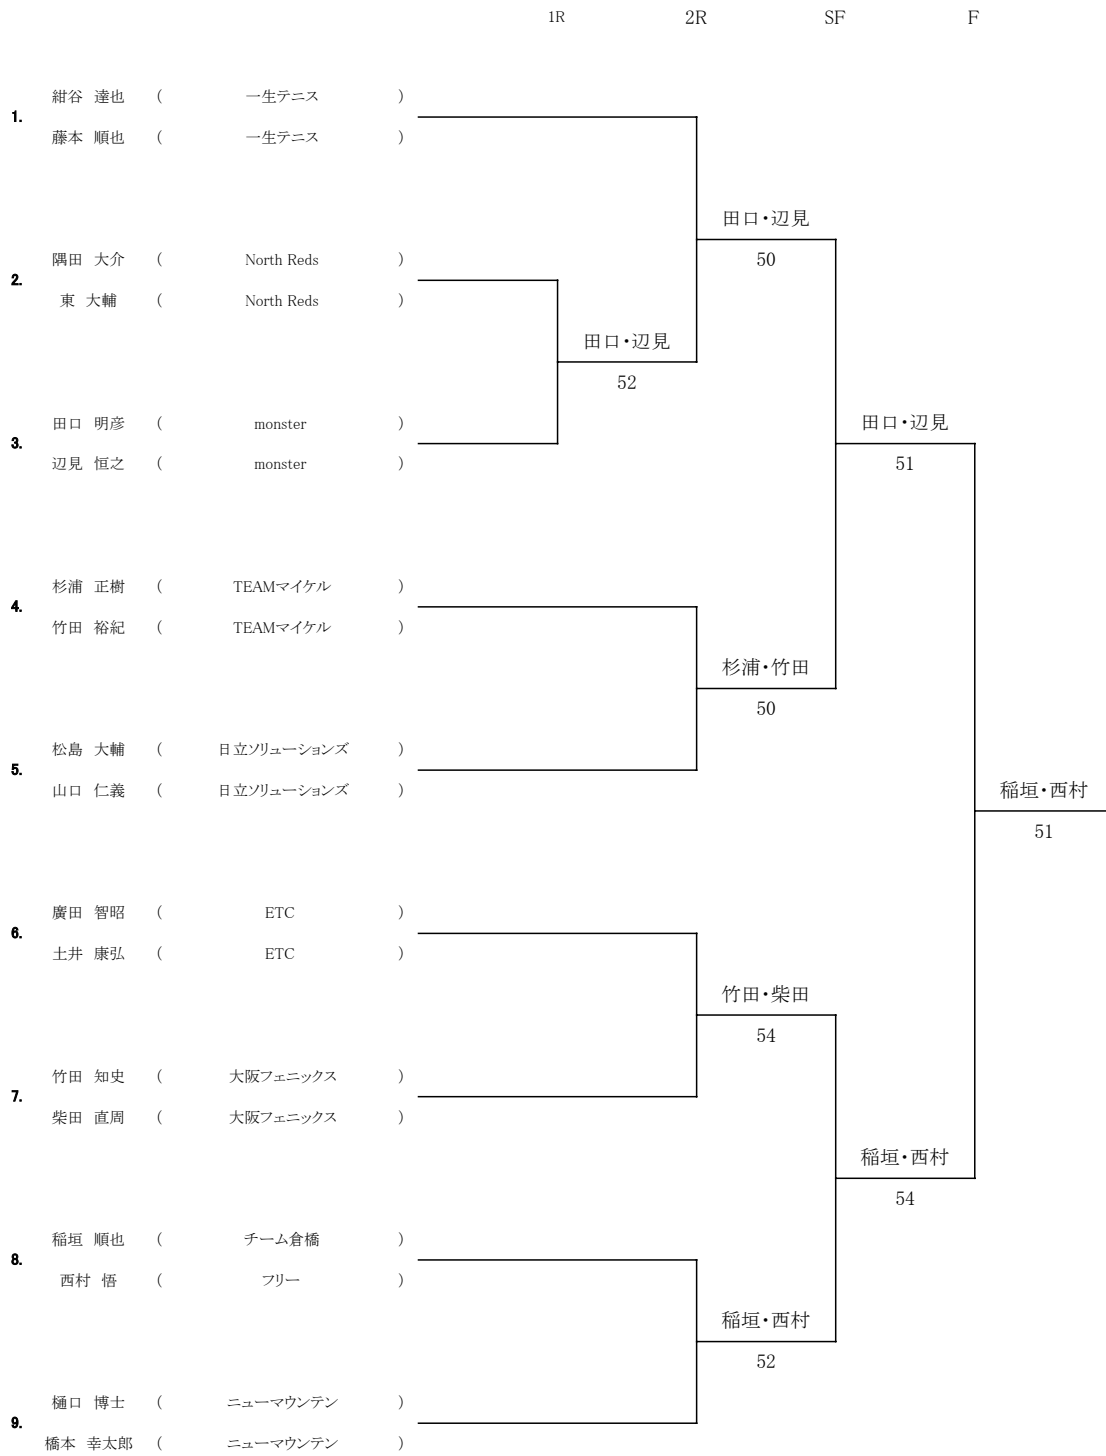 1R 2R SF F
紺谷 達也 ( 一生テニス )
1.
藤本 順也 ( 一生テニス )
田口・辺見
50
隅田 大介 ( North Reds )
2.
東 大輔 ( North Reds )
田口・辺見
52
田口 明彦 ( monster )
田口・辺見
3.
辺見 恒之 ( monster )
51
杉浦 正樹 ( TEAMマイケル )
4.
竹田 裕紀 ( TEAMマイケル )
杉浦・竹田
50
松島 大輔 ( 日立ソリューションズ )
5.
山口 仁義 ( 日立ソリューションズ )
稲垣・西村
51
廣田 智昭 ( ETC )
6.
土井 康弘 ( ETC )
竹田・柴田
54
竹田 知史 ( 大阪フェニックス )
7.
柴田 直周 ( 大阪フェニックス )
稲垣・西村
54
稲垣 順也 ( チーム倉橋 )
8.
西村 悟 ( フリー )
稲垣・西村
52
樋口 博士 ( ニューマウンテン )
9.
橋本 幸太郎 ( ニューマウンテン )